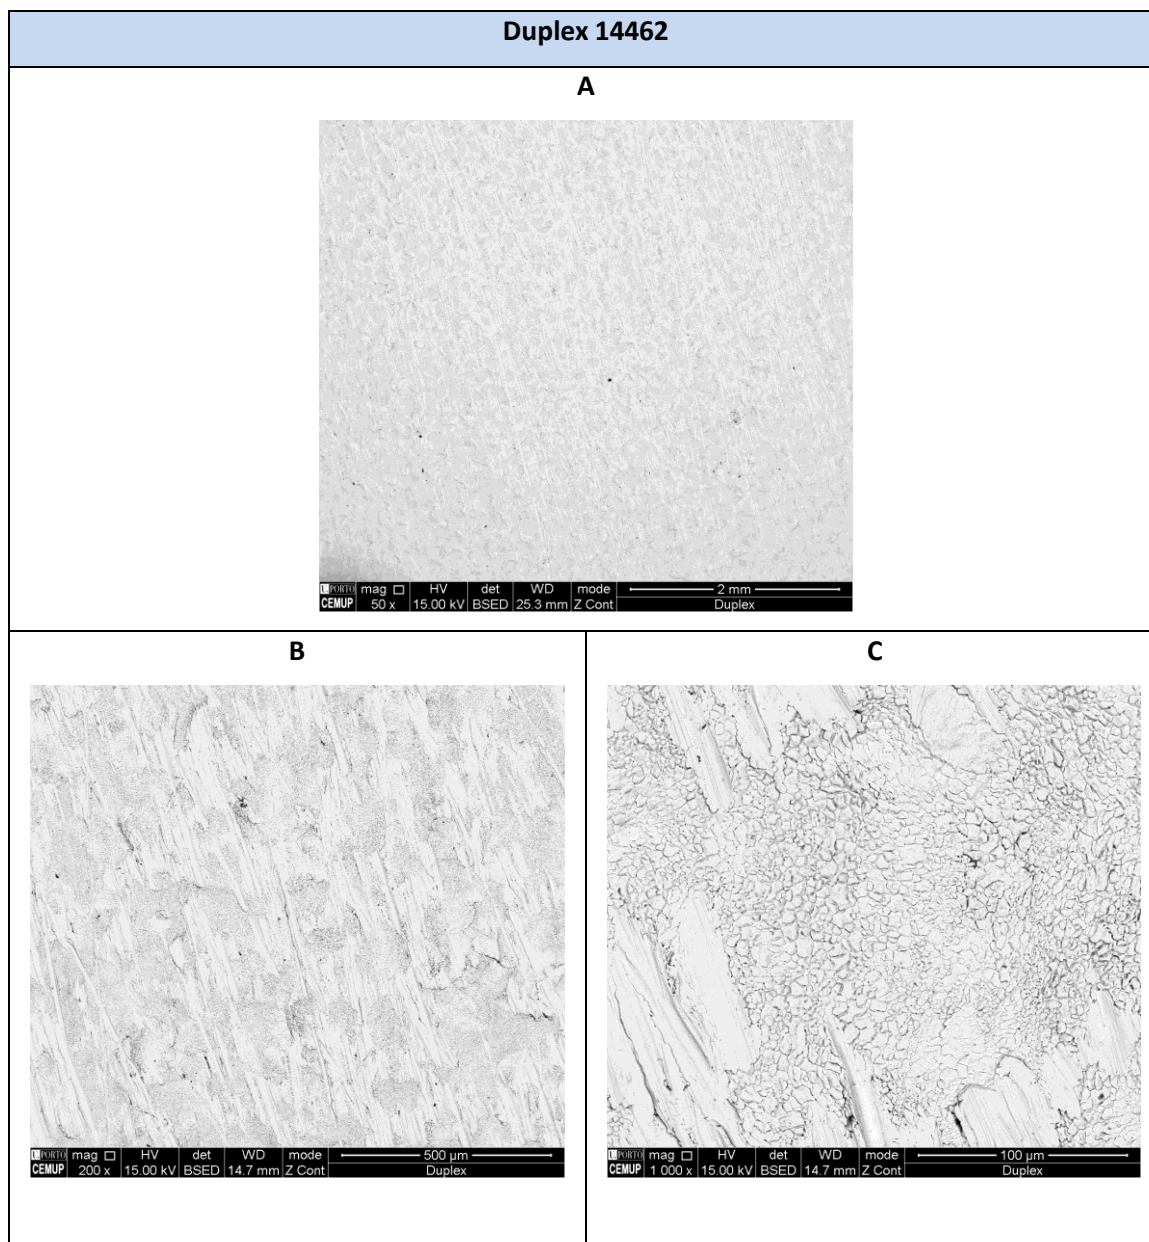 Duplex 14462
A
U.PORTO mag HV det WD mode 2 mm
CEMUP 50 x 15.00 kV BSED 25.3 mm Z Cont Duplex
B
C
U.PORTO mag HV det WD mode 500 µm
CEMUP 200 x 15.00 kV BSED 14.7 mm Z Cont Duplex
U.PORTO mag HV det WD mode 100 µm
CEMUP 1 000 x 15.00 kV BSED 14.7 mm Z Cont Duplex